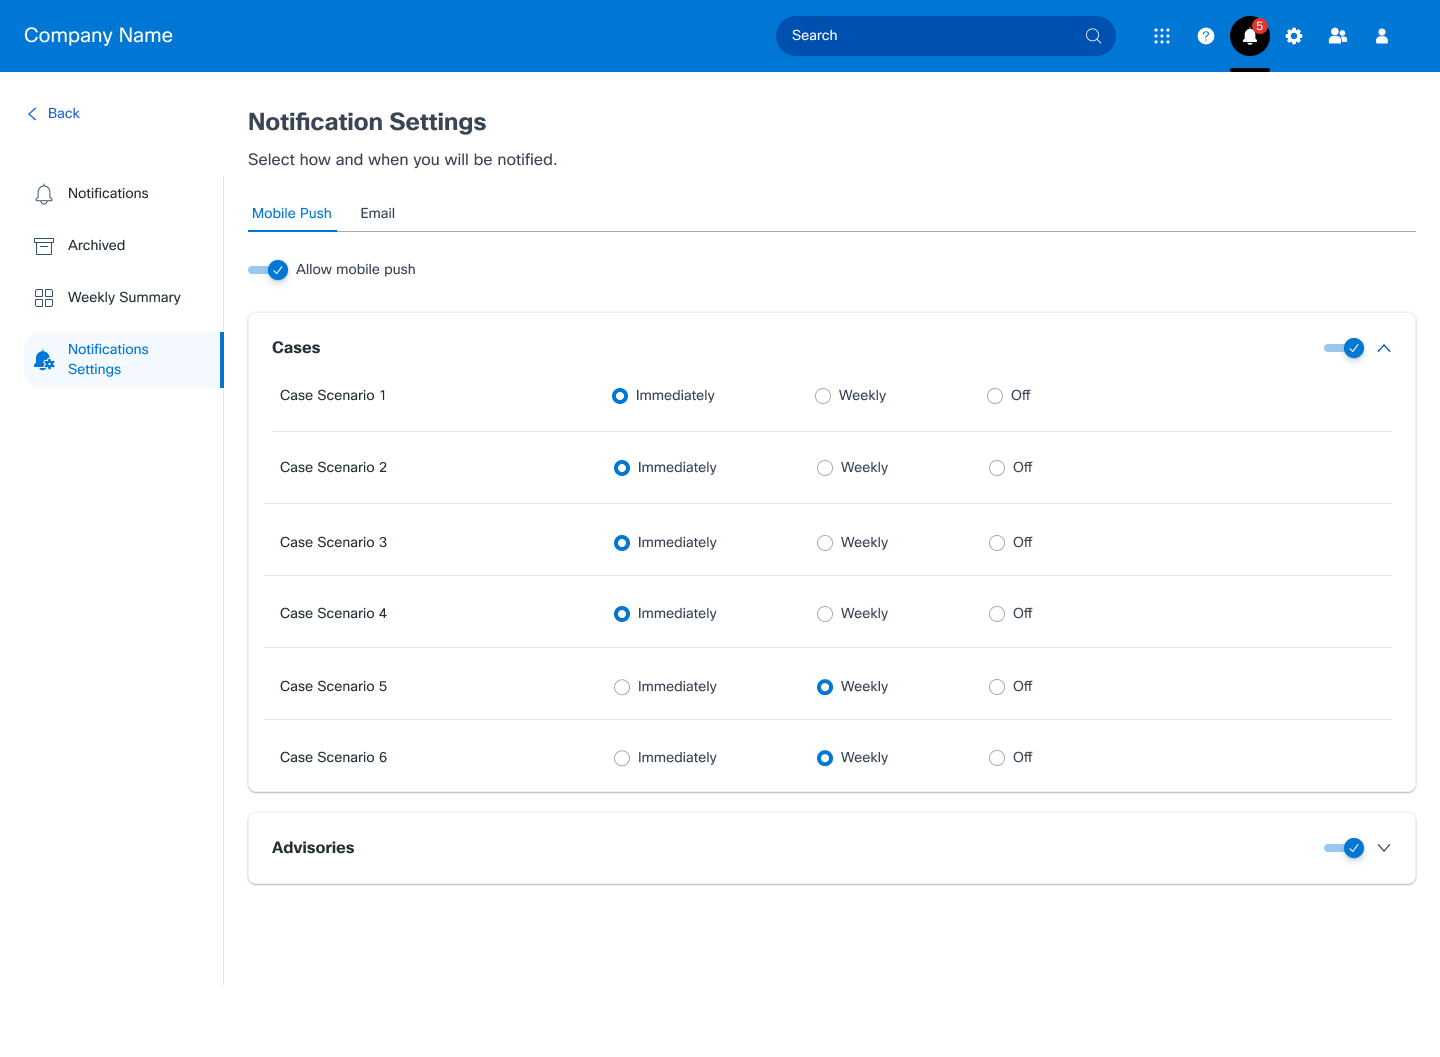 Company Name
Search
5
Back
Notifications
Archived
Weekly Summary
Notifications
Settings
Notification Settings
Select how and when you will be notified.
Mobile Push Email
Allow mobile push
Cases
Case Scenario 1 Immediately Weekly Off
Case Scenario 2 Immediately Weekly Off
Case Scenario 3 Immediately Weekly Off
Case Scenario 4 Immediately Weekly Off
Case Scenario 5 Immediately Weekly Off
Case Scenario 6 Immediately Weekly Off
Advisories